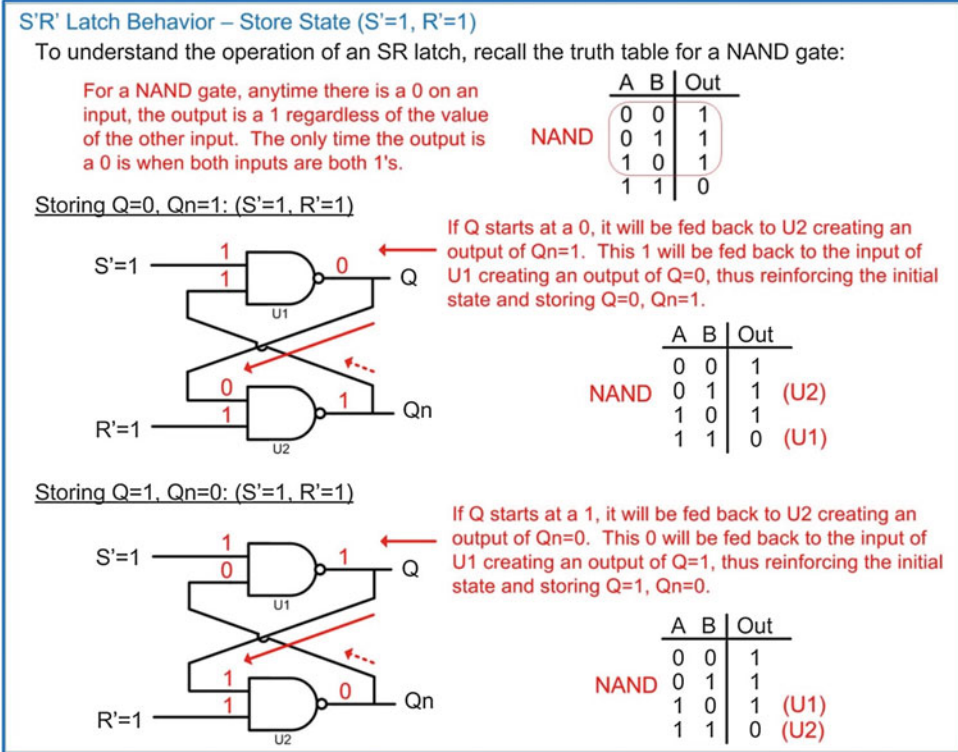 S'R' Latch Behavior – Store State (S'=1, R'=1)
To understand the operation of an SR latch, recall the truth table for a NAND gate:
For a NAND gate, anytime there is a 0 on an
input, the output is a 1 regardless of the value
of the other input. The only time the output is
a 0 is when both inputs are both 1's.
A B Out
0 0 1
NAND 0 1 1
1 0 1
1 1 0
Storing Q=0, Qn=1: (S'=1, R'=1)
If Q starts at a 0, it will be fed back to U2 creating an
output of Qn=1. This 1 will be fed back to the input of
U1 creating an output of Q=0, thus reinforcing the initial
state and storing Q=0, Qn=1.
S'=1 1 0 Q
1
U1
0
1 1 Qn
R'=1
U2
A B Out
0 0 1
NAND 0 1 1 (U2)
1 0 1
1 1 0 (U1)
Storing Q=1, Qn=0: (S'=1, R'=1)
If Q starts at a 1, it will be fed back to U2 creating an
output of Qn=0. This 0 will be fed back to the input of
U1 creating an output of Q=1, thus reinforcing the initial
state and storing Q=1, Qn=0.
S'=1 1 1 Q
0
U1
1
1 0 Qn
R'=1
U2
A B Out
0 0 1
NAND 0 1 1
1 0 1 (U1)
1 1 0 (U2)